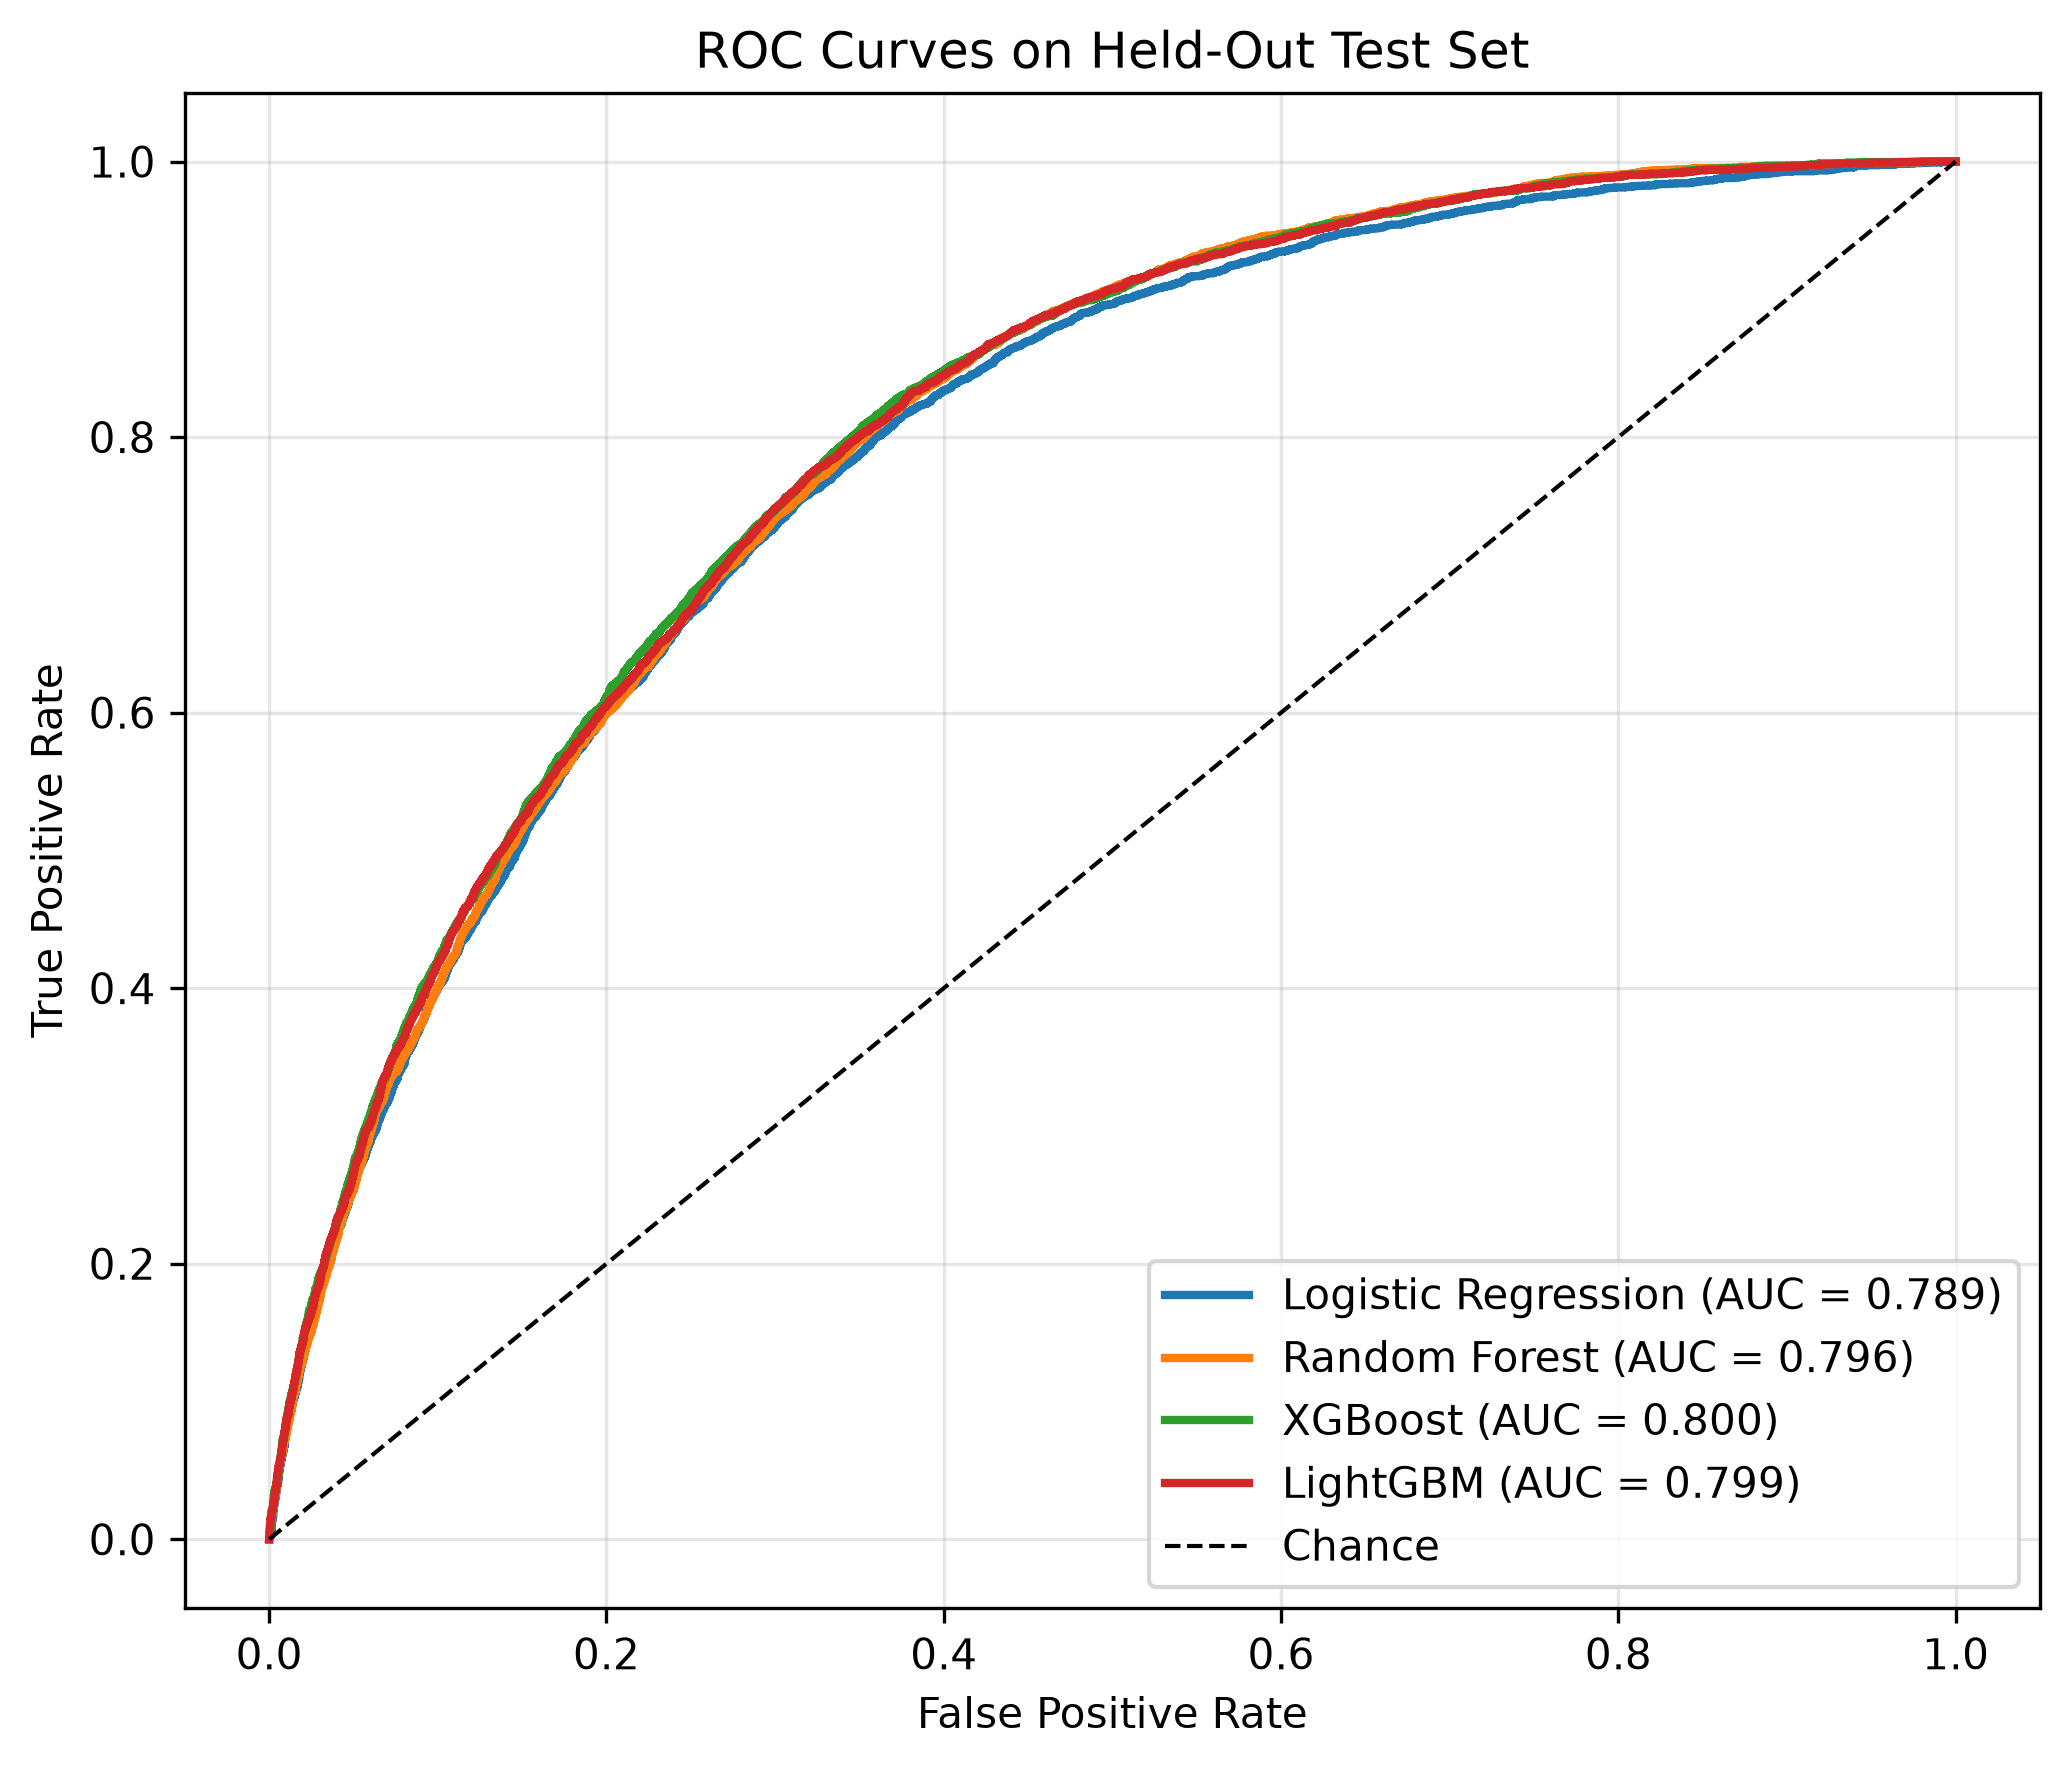 ROC Curves on Held-Out Test Set
1.0
0.8
0.6
0.4
0.2
0.0
True Positive Rate
Logistic Regression (AUC = 0.789)
Random Forest (AUC = 0.796)
XGBoost (AUC = 0.800)
LightGBM (AUC = 0.799)
Chance
0.0 0.2 0.4 0.6 0.8 1.0
False Positive Rate